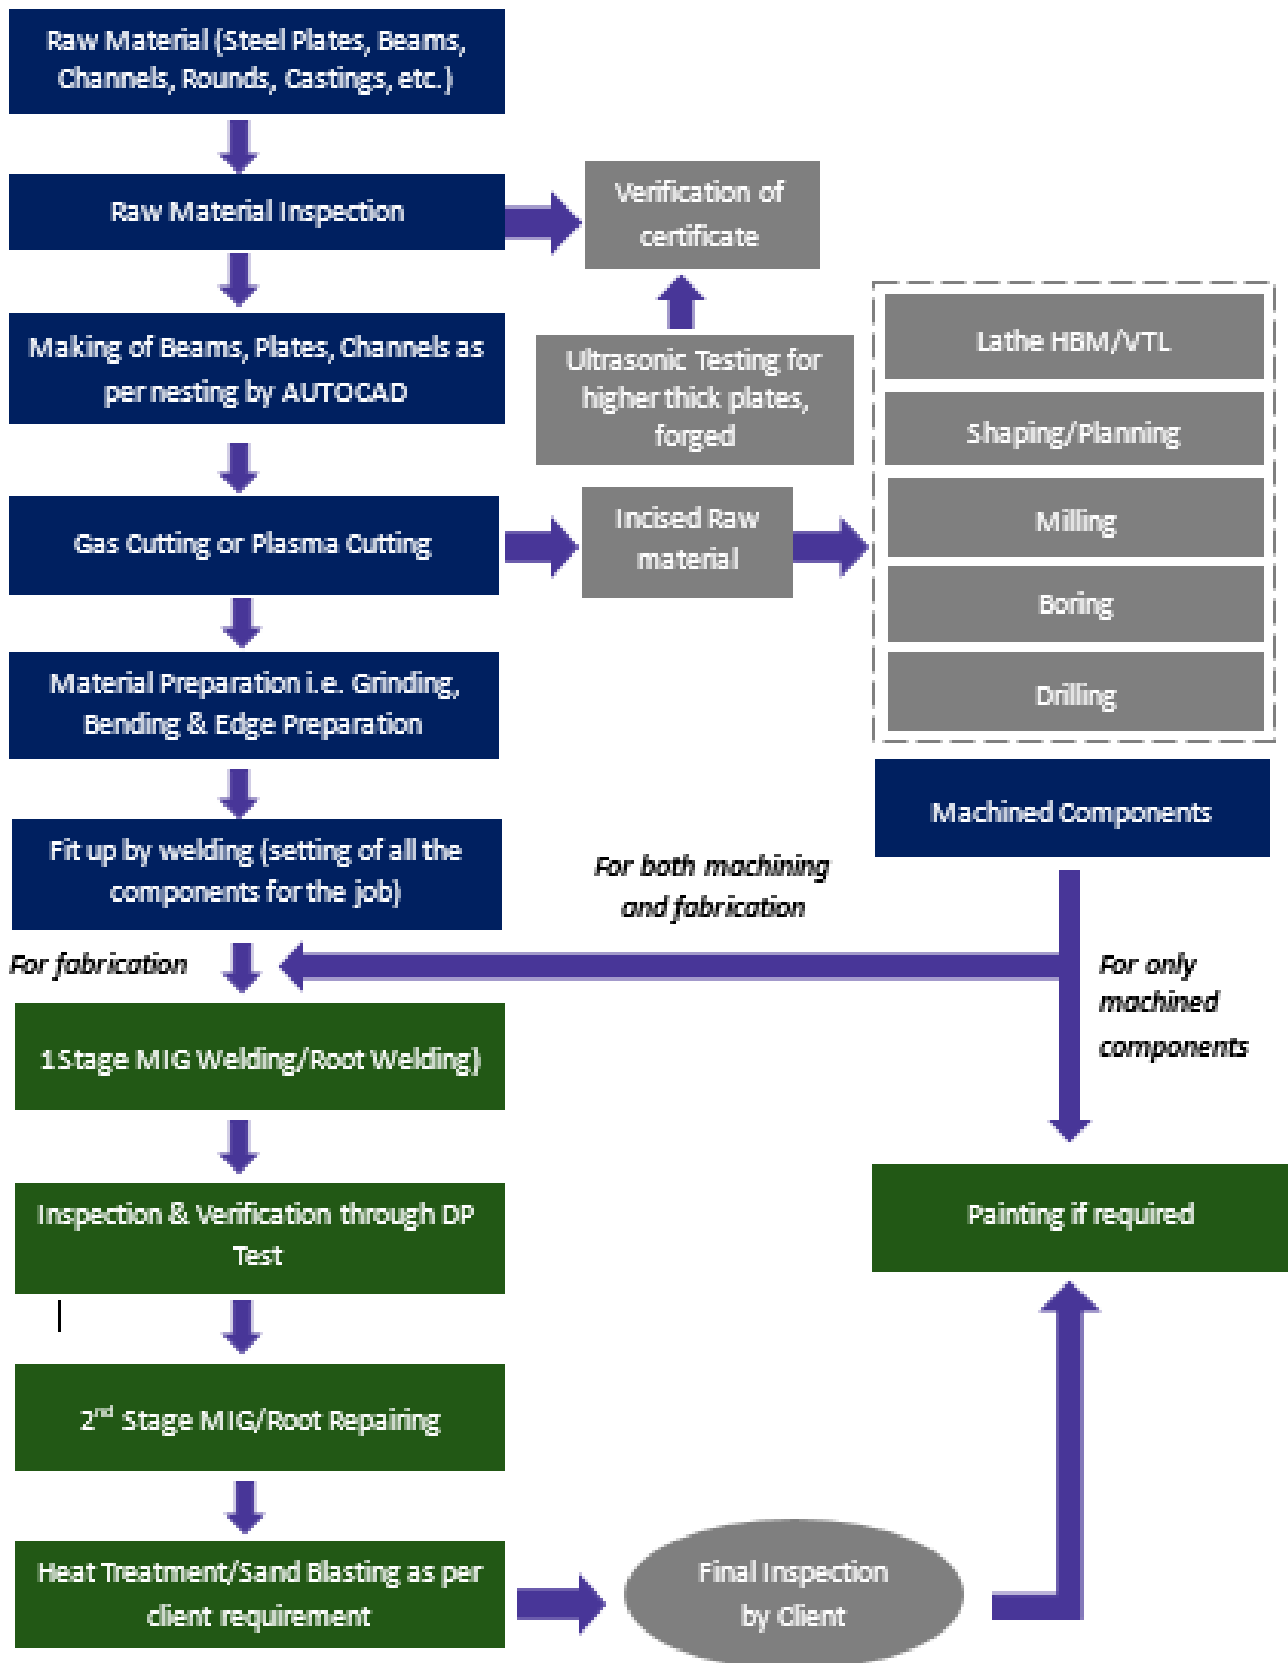 Raw Material (Steel Plates, Beams,
Channels, Rounds, Castings, etc.)
Raw Material Inspection
Verification of
certificate
Making of Beams, Plates, Channels as
per nesting by AUTOCAD
Ultrasonic Testing for
higher thick plates,
forged
Lathe HBM/VTL
Shaping/Planning
Milling
Boring
Drilling
Gas Cutting or Plasma Cutting
Incised Raw
material
Material Preparation i.e. Grinding,
Bending & Edge Preparation
Machined Components
Fit up by welding (setting of all the
components for the job)
For both machining
and fabrication
For fabrication
For only
machined
components
1Stage MIG Welding/Root Welding)
Inspection & Verification through DP
Test
Painting if required
2nd Stage MIG/Root Repairing
Heat Treatment/Sand Blasting as per
client requirement
Final Inspection
by Client